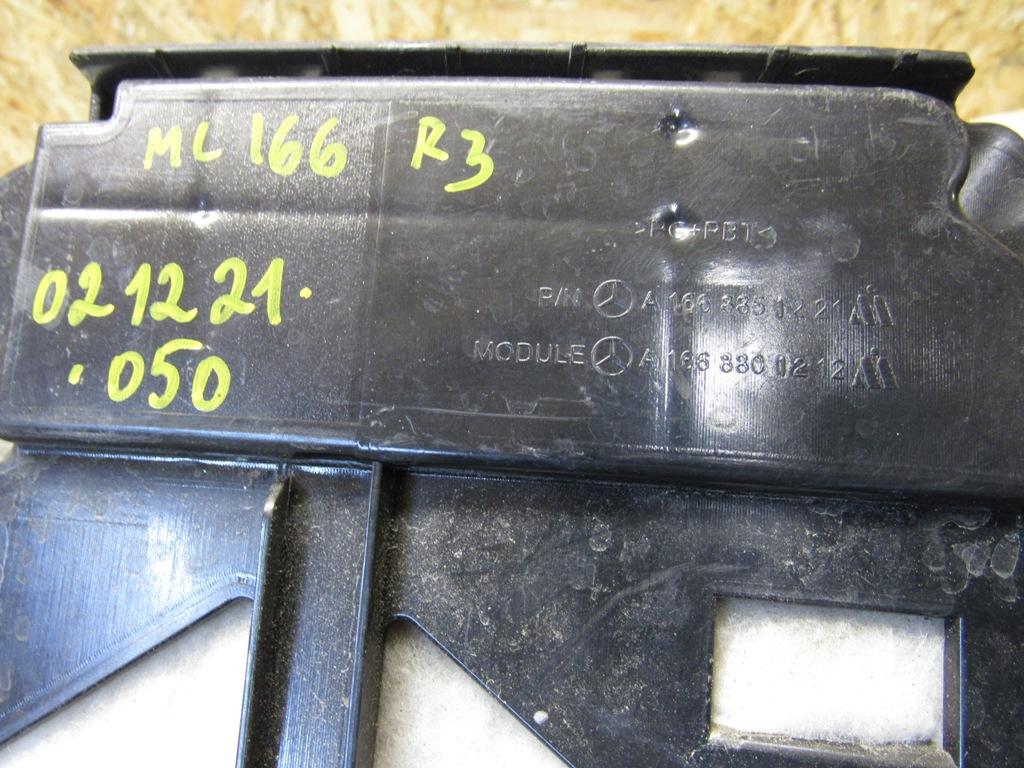 ML 166 R3
>PC+PBT<
021221.
P/N A 166 885 12 21
.050
MODULE A 166 880 02 12